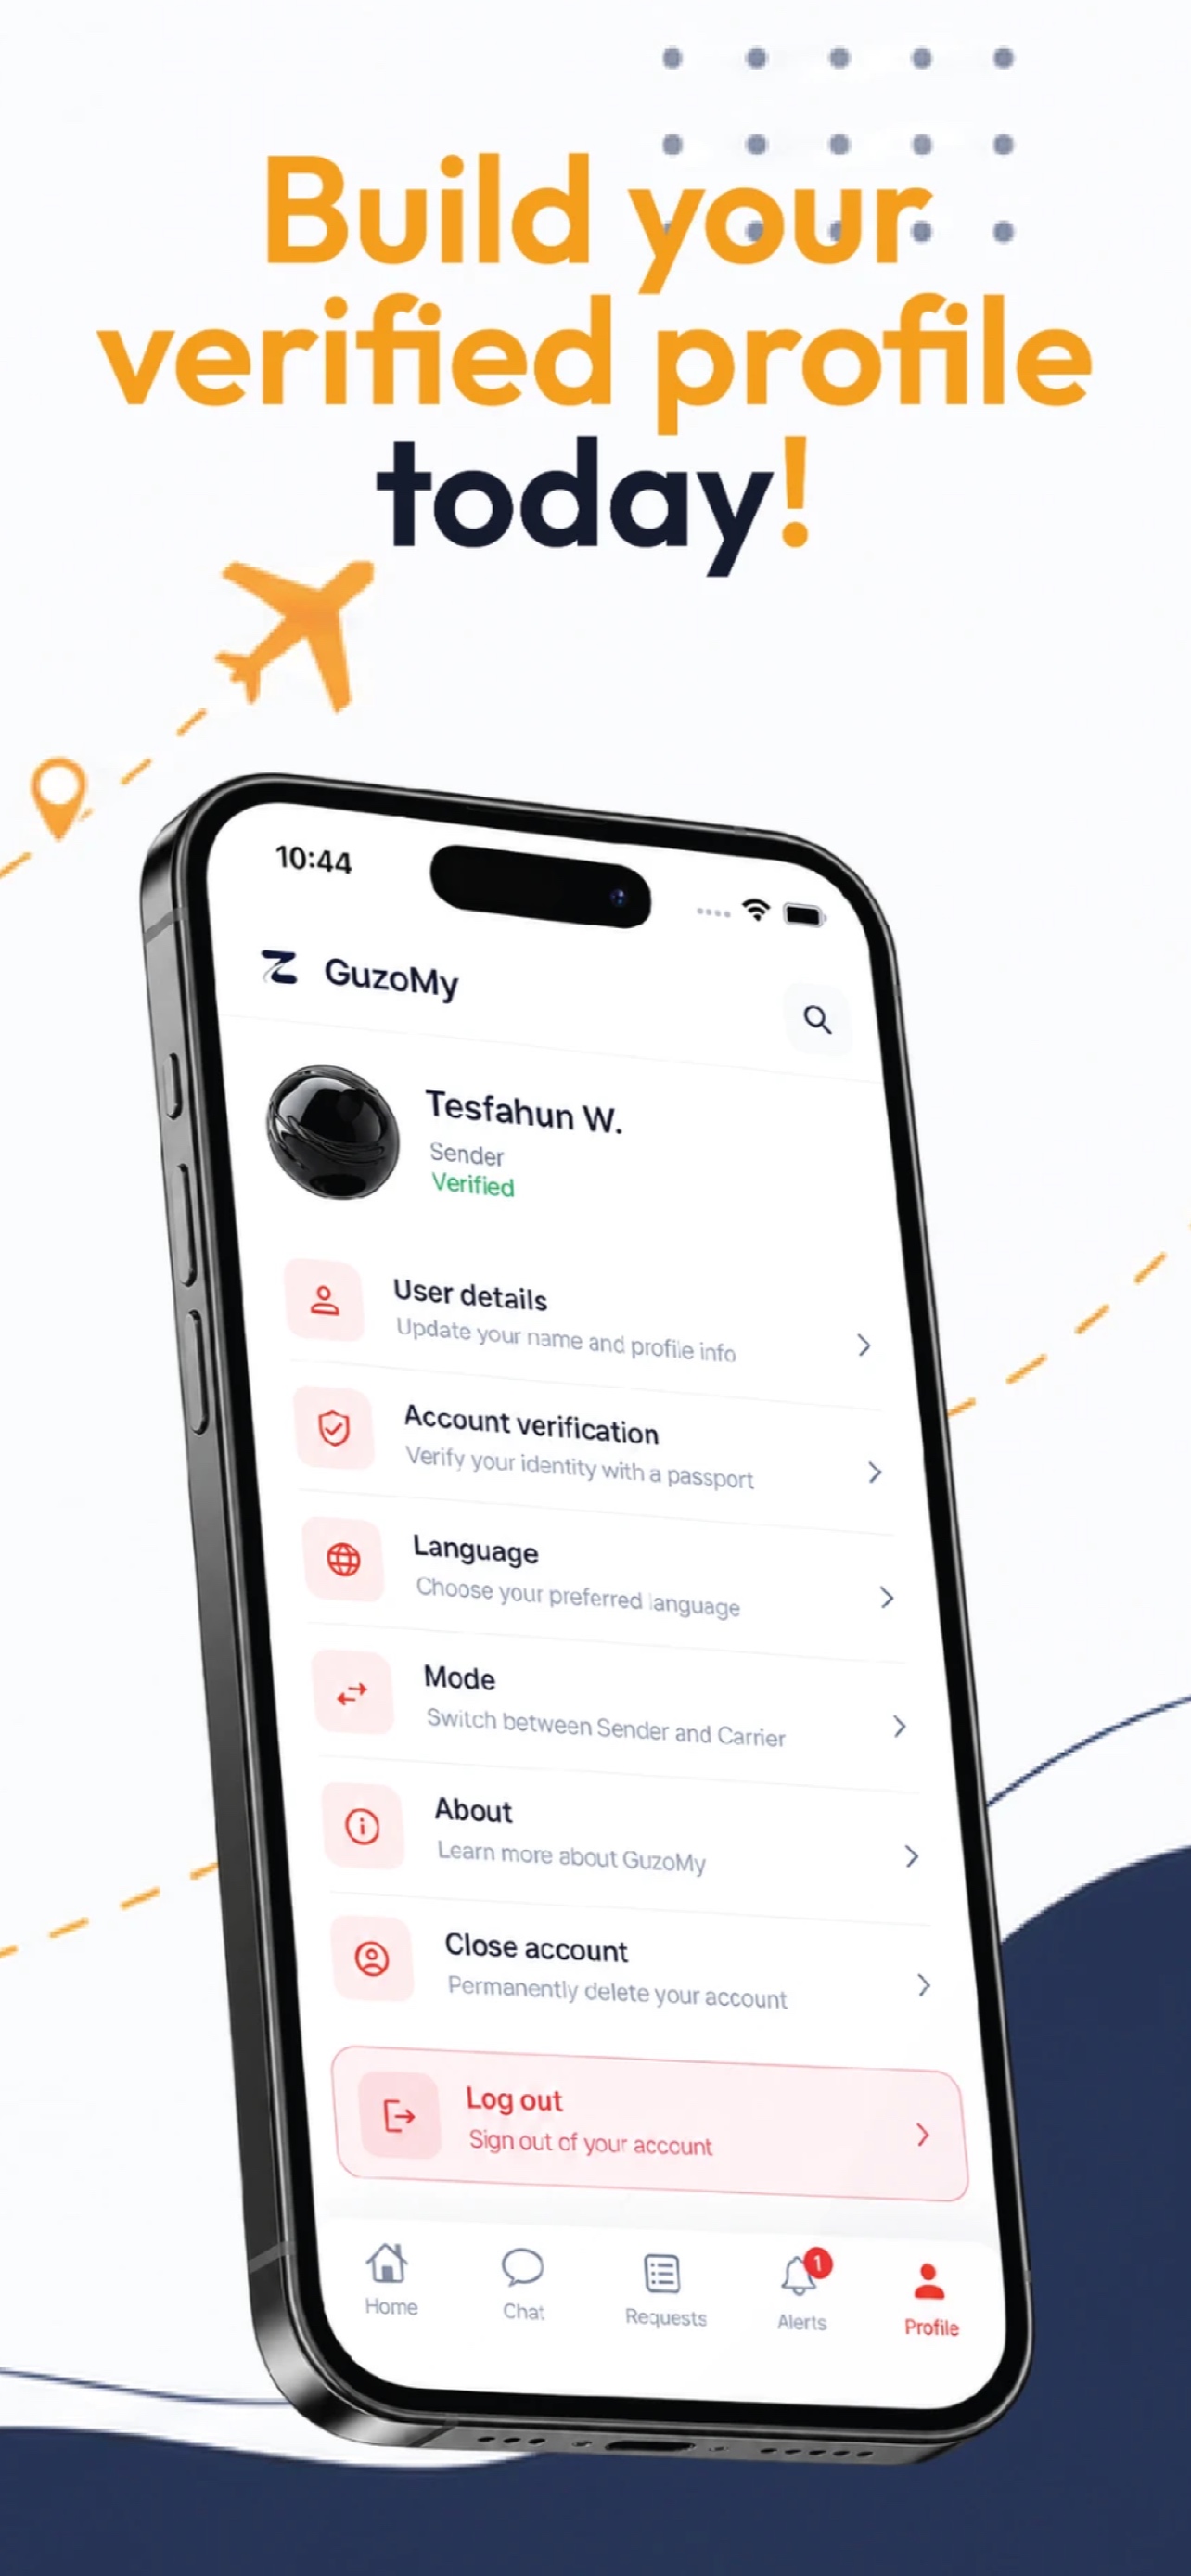 Build your
verified profile
today!
10:44
GuzoMy
Tesfahun W.
Sender
Verified
User details
Update your name and profile info
Account verification
Verify your identity with a passport
Language
Choose your preferred language
Mode
Switch between Sender and Carrier
About
Learn more about GuzoMy
Close account
Permanently delete your account
Log out
Sign out of your account
1
Home
Chat
Requests
Alerts
Profile